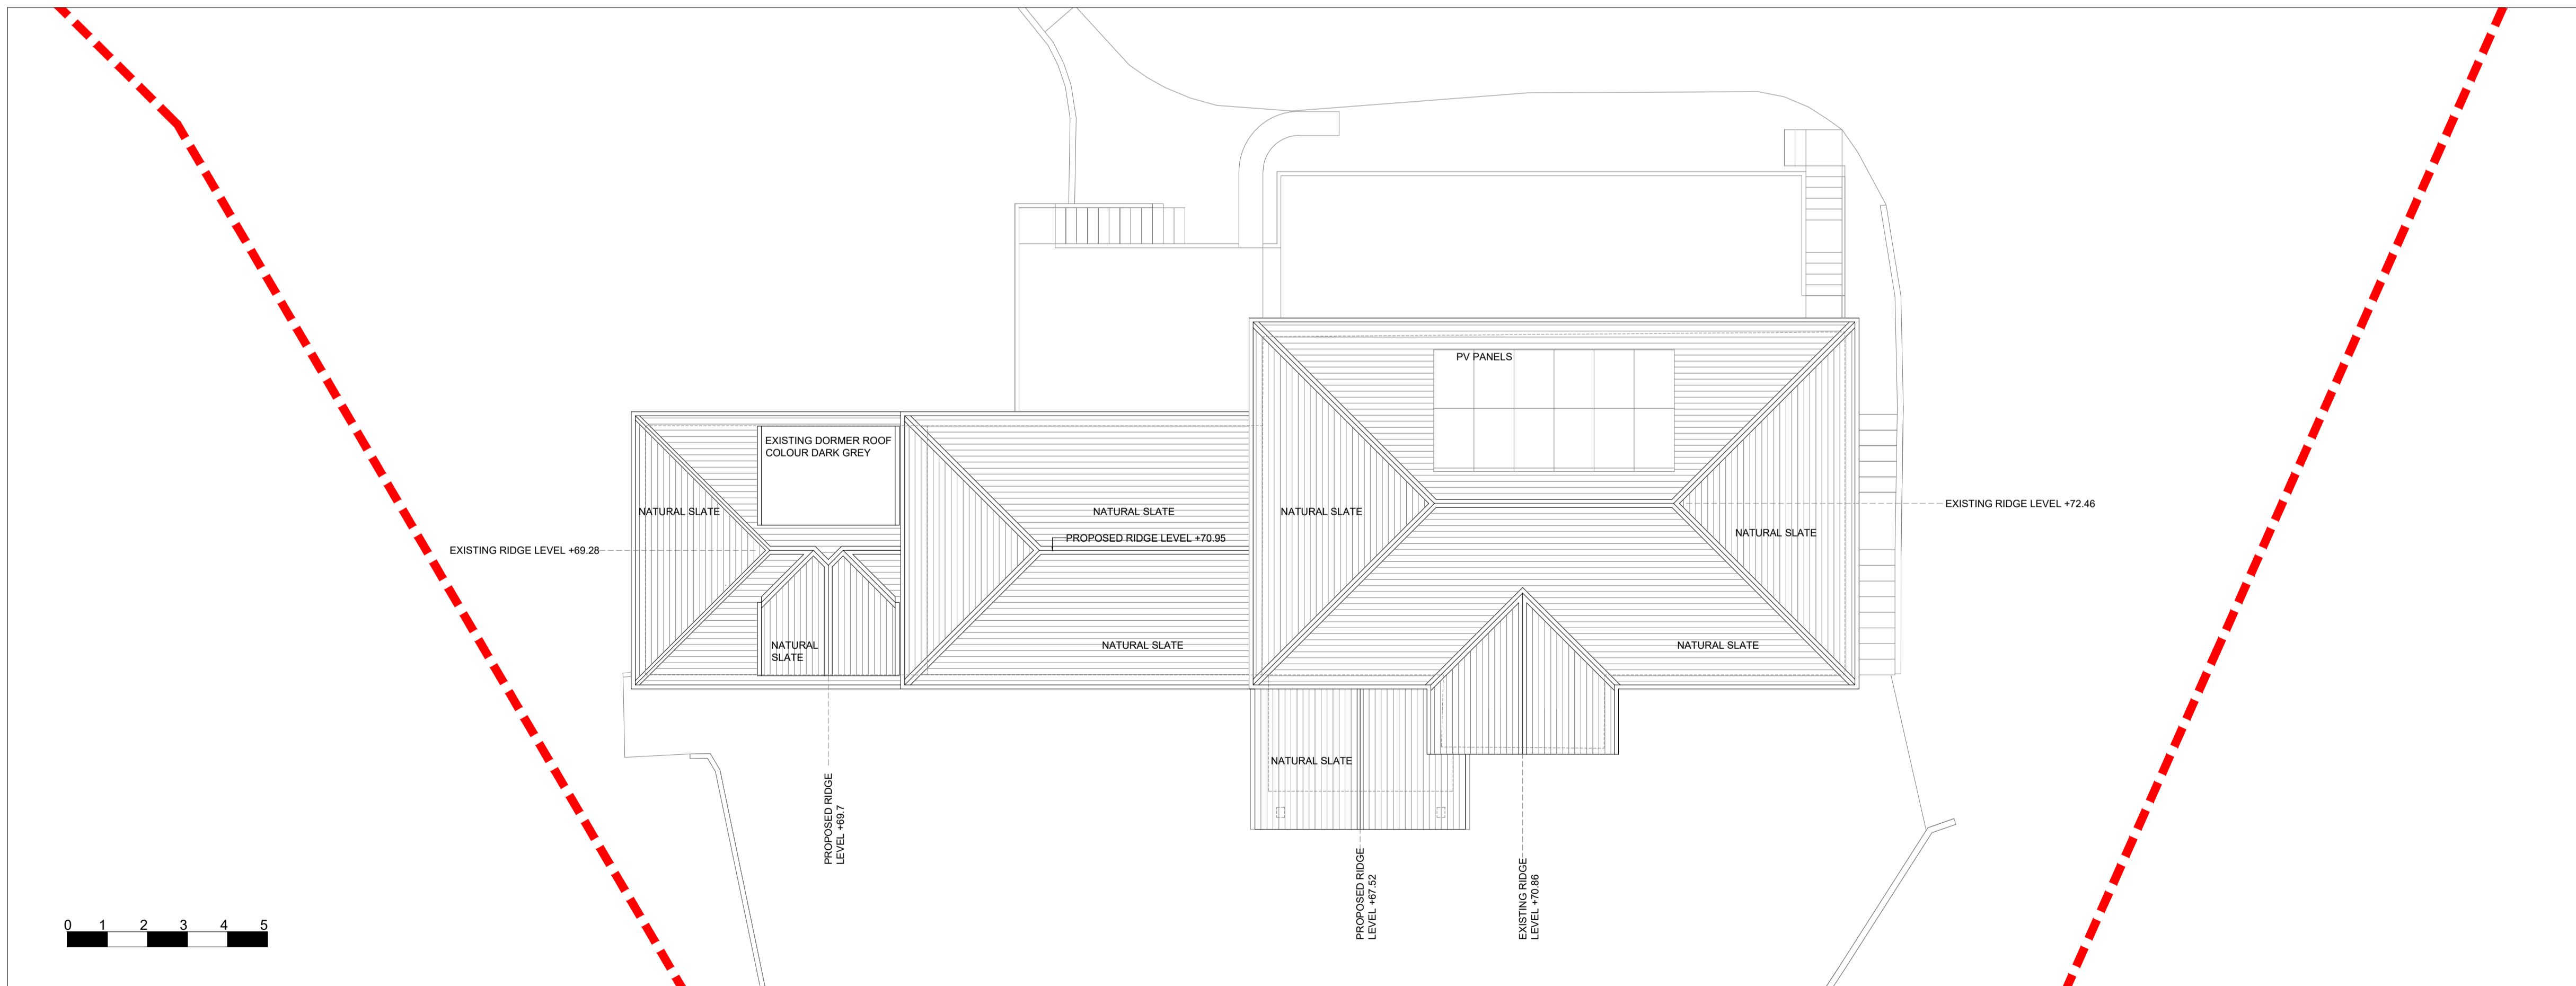 PV PANELS
EXISTING DORMER ROOF
COLOUR DARK GREY
NATURAL SLATE
NATURAL SLATE
NATURAL SLATE
EXISTING RIDGE LEVEL +72.46
NATURAL SLATE
PROPOSED RIDGE LEVEL +70.95
EXISTING RIDGE LEVEL +69.28
NATURAL
SLATE
NATURAL SLATE
NATURAL SLATE
NATURAL SLATE
PROPOSED RIDGE
LEVEL +69.7
PROPOSED RIDGE
LEVEL +67.52
EXISTING RIDGE
LEVEL +70.86
0 1 2 3 4 5